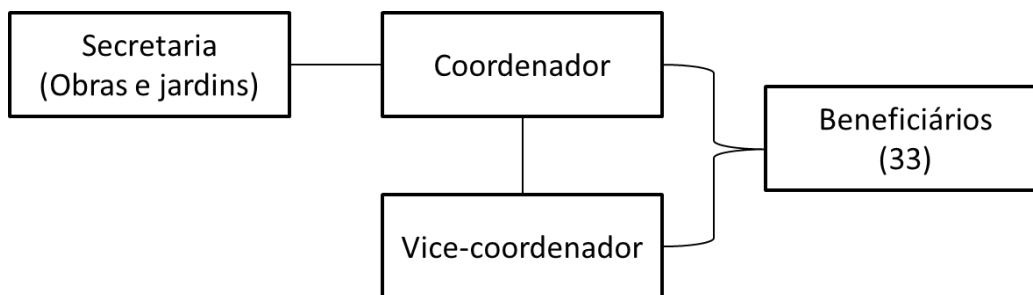 Secretaria
(Obras e jardins)
Coordenador
Beneficiários
(33)
Vice-coordenador